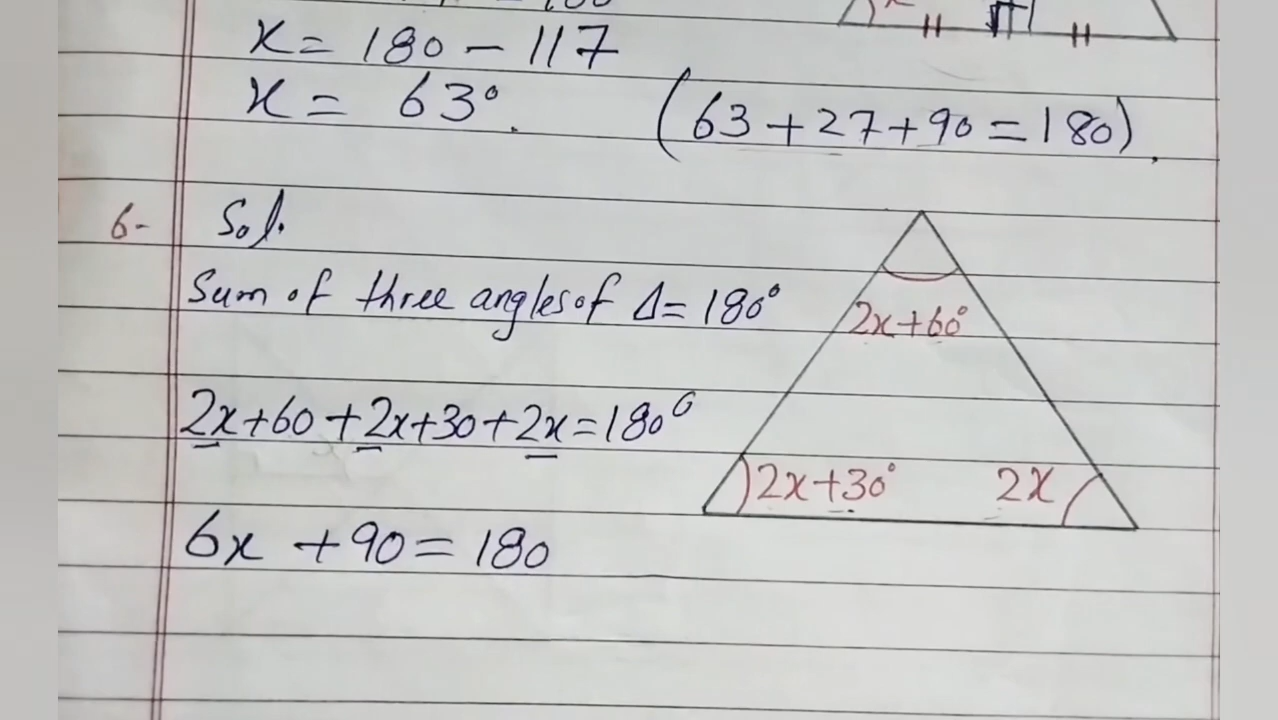 x = 180 - 117
x = 63°.
(63 + 27 + 90 = 180).
6- Sol.
Sum of three angles of Δ = 180°
2x+60°
2x+60+2x+30+2x=180°
2x+30°
2x
6x +90 = 180